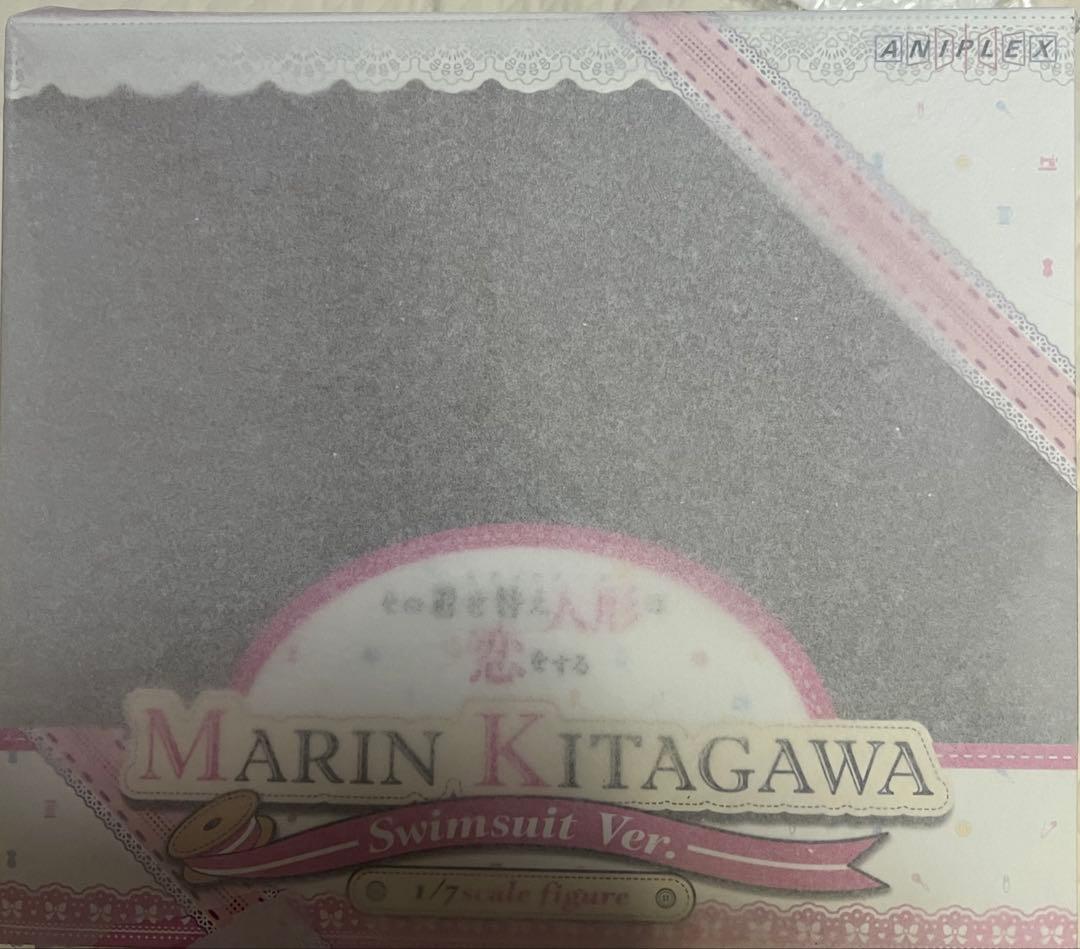 ANIPLEX
その着せ替え人形は
恋をする
MARIN KITAGAWA
Swimsuit Ver.
1/7 scale figure